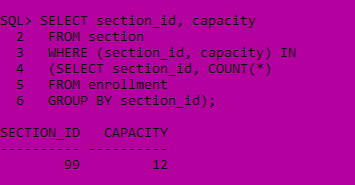 SQL> SELECT section_id, capacity
2 FROM section
3 WHERE (section_id, capacity) IN
4 (SELECT section_id, COUNT(*)
5 FROM enrollment
6 GROUP BY section_id);
SECTION_ID CAPACITY
---------- ----------
99 12